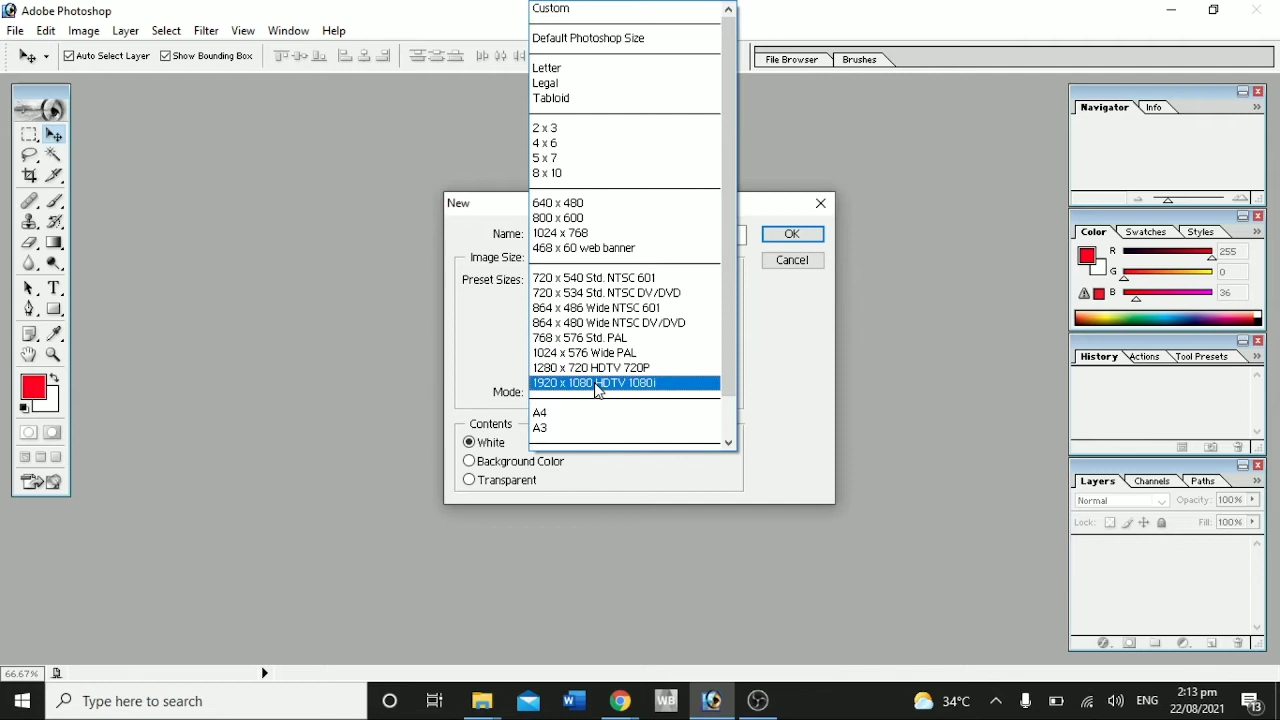 Adobe Photoshop
File Edit Image Layer Select Filter View Window Help
Auto Select Layer Show Bounding Box
File Browser Brushes
Custom
Default Photoshop Size
Letter
Legal
Tabloid
2 x 3
4 x 6
5 x 7
8 x 10
640 x 480
800 x 600
1024 x 768
468 x 60 web banner
720 x 540 Std. NTSC 601
720 x 534 Std. NTSC DV/DVD
864 x 486 Wide NTSC 601
864 x 480 Wide NTSC DV/DVD
768 x 576 Std. PAL
1024 x 576 Wide PAL
1280 x 720 HDTV 720P
1920 x 1080 HDTV 1080i
A4
A3
New
Name:
OK
Image Size:
Cancel
Preset Sizes:
Mode:
Contents
White
Background Color
Transparent
Navigator Info
Color Swatches Styles
R 255
G 0
B 36
History Actions Tool Presets
Layers Channels Paths
Normal Opacity: 100%
Lock: Fill: 100%
66.67%
Type here to search
W
WB
34°C
ENG
2:13 pm
22/08/2021
13